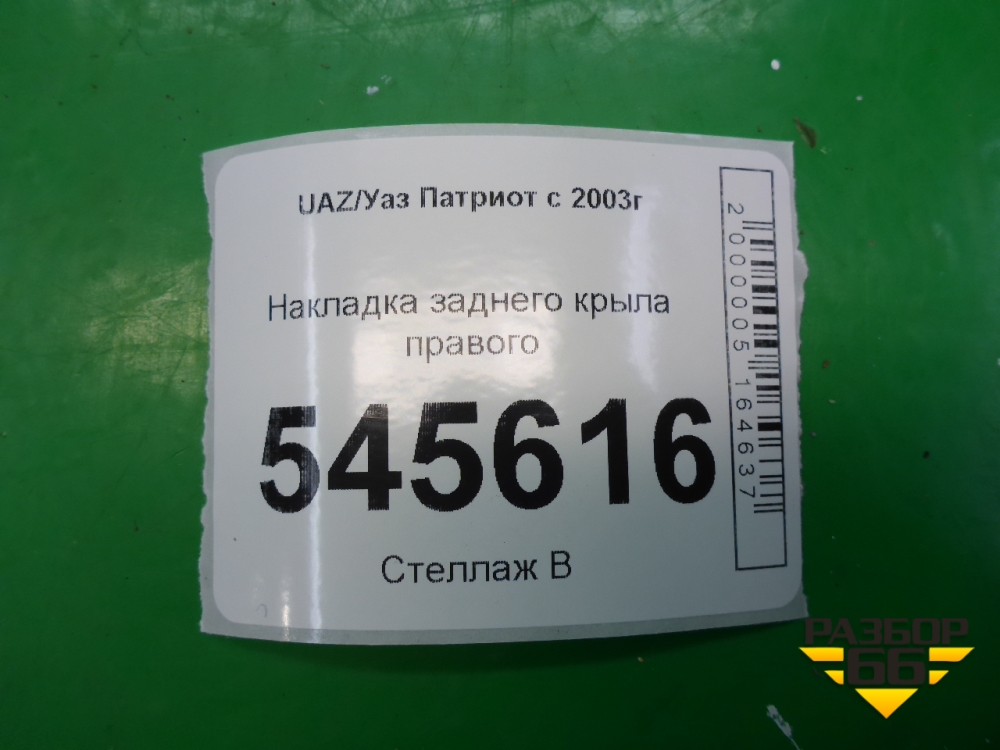 UAZ/Уаз Патриот с 2003г
Накладка заднего крыла
правого
545616
Стеллаж В
2000005164637
РАЗБОР
66